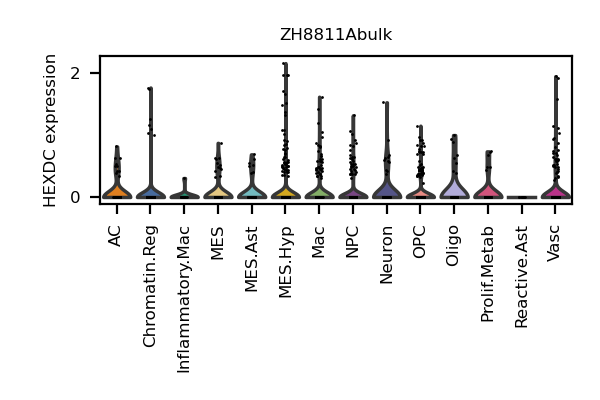 ZH8811Abulk
HEXDC expression
2
0
AC
Chromatin.Reg
Inflammatory.Mac
MES
MES.Ast
MES.Hyp
Mac
NPC
Neuron
OPC
Oligo
Prolif.Metab
Reactive.Ast
Vasc